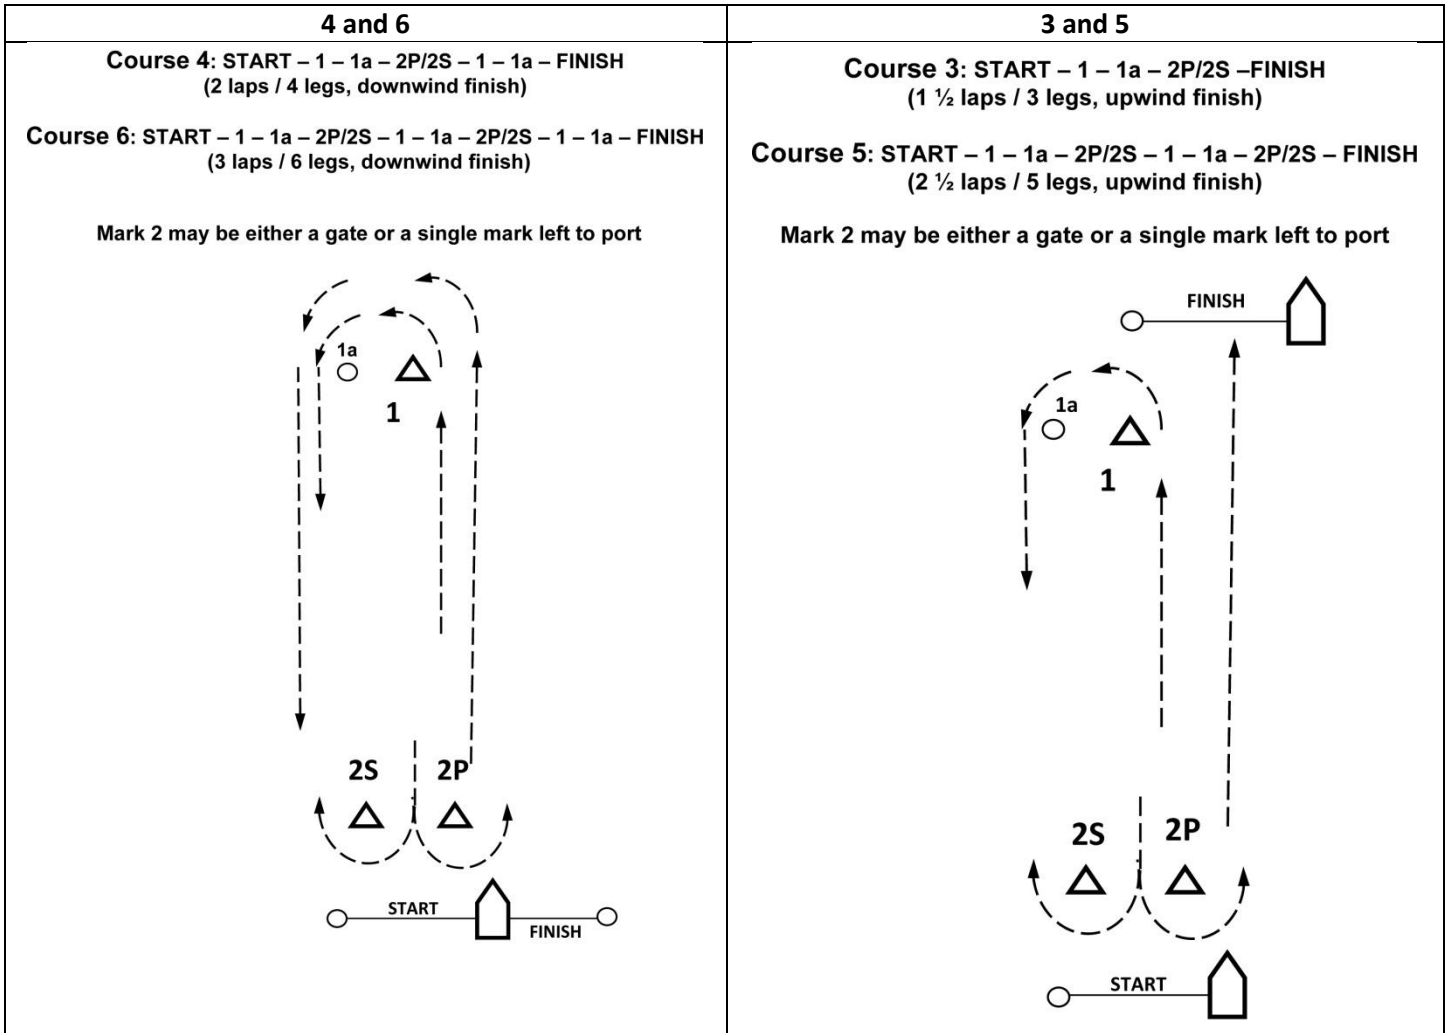 4 and 6
Course 4: START – 1 – 1a – 2P/2S – 1 – 1a – FINISH
(2 laps / 4 legs, downwind finish)
Course 6: START – 1 – 1a – 2P/2S – 1 – 1a – 2P/2S – 1 – 1a – FINISH
(3 laps / 6 legs, downwind finish)
Mark 2 may be either a gate or a single mark left to port
1a
1
2S
2P
START
FINISH
3 and 5
Course 3: START – 1 – 1a – 2P/2S –FINISH
(1 ½ laps / 3 legs, upwind finish)
Course 5: START – 1 – 1a – 2P/2S – 1 – 1a – 2P/2S – FINISH
(2 ½ laps / 5 legs, upwind finish)
Mark 2 may be either a gate or a single mark left to port
FINISH
1a
1
2S
2P
START